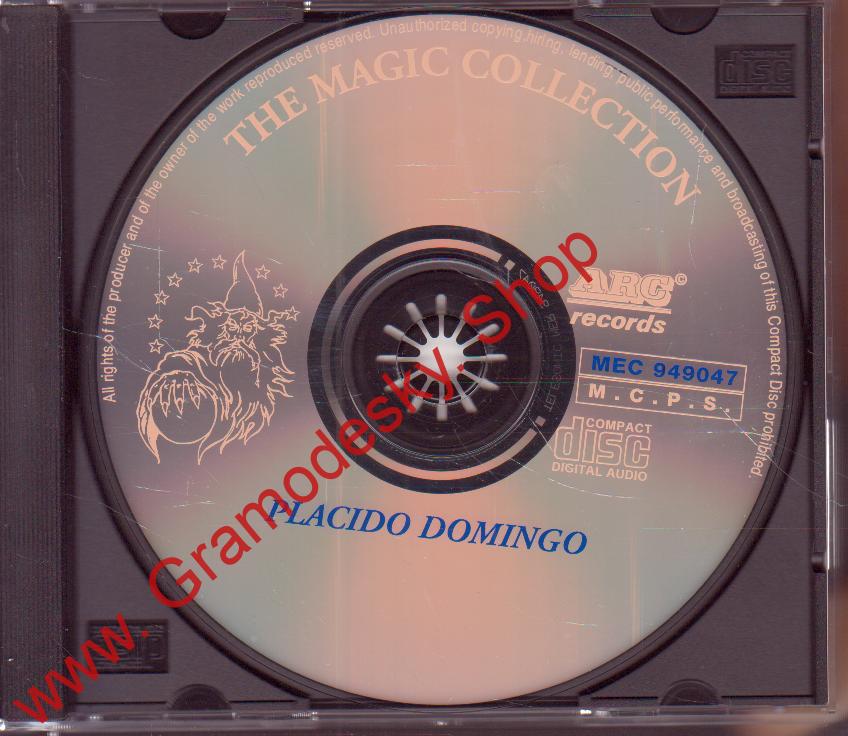 All rights of the producer and of the owner of the work reproduced reserved. Unauthorized copying, hiring, lending, public performance and broadcasting of this Compact Disc prohibited.
THE MAGIC COLLECTION
COMPACT
disc
ARC©
records
MEC 949047
M.C.P.S.
COMPACT
disc
DIGITAL AUDIO
PLACIDO DOMINGO
www.Gramodesky.Shop